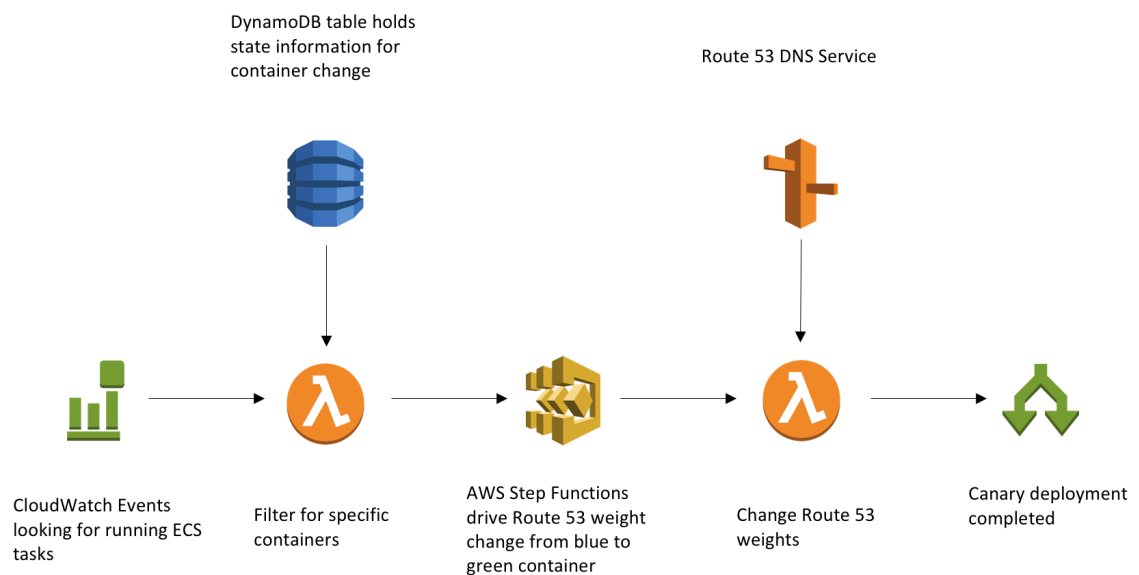 DynamoDB table holds
state information for
container change
Route 53 DNS Service
CloudWatch Events
looking for running ECS
tasks
Filter for specific
containers
AWS Step Functions
drive Route 53 weight
change from blue to
green container
Change Route 53
weights
Canary deployment
completed